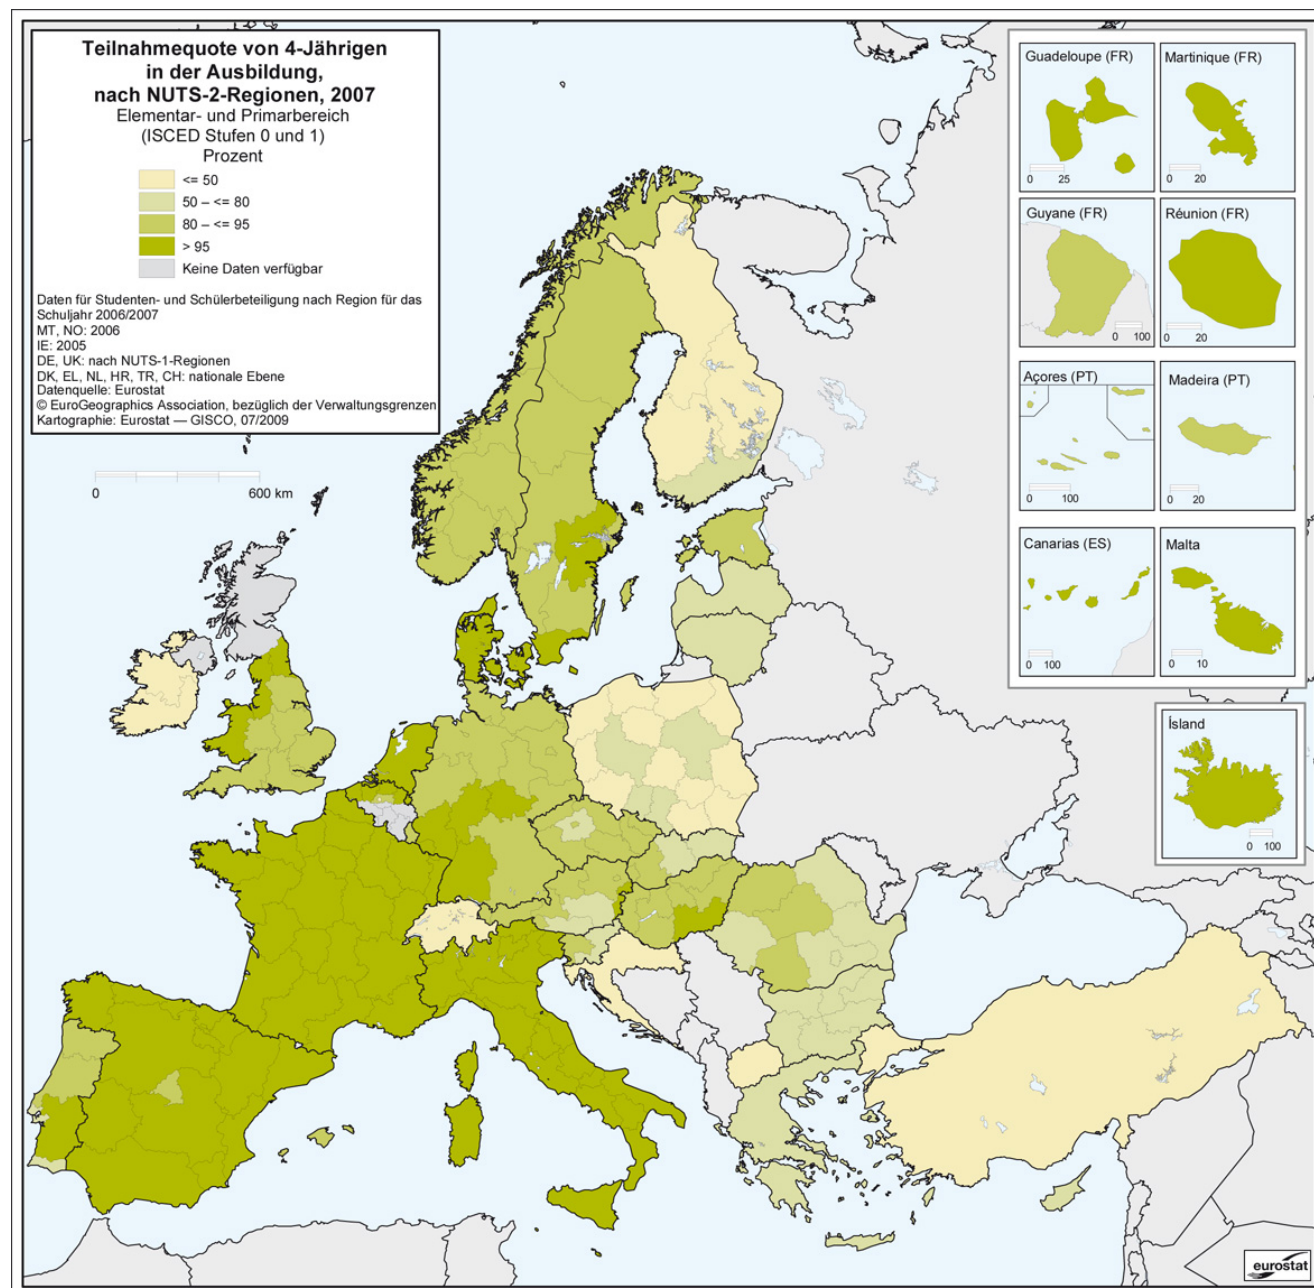 Teilnahmequote von 4-Jährigen
in der Ausbildung,
nach NUTS-2-Regionen, 2007
Elementar- und Primarbereich
(ISCED Stufen 0 und 1)
Prozent
<= 50
50 – <= 80
80 – <= 95
> 95
Keine Daten verfügbar
Daten für Studenten- und Schülerbeteiligung nach Region für das
Schuljahr 2006/2007
MT, NO: 2006
IE: 2005
DE, UK: nach NUTS-1-Regionen
DK, EL, NL, HR, TR, CH: nationale Ebene
Datenquelle: Eurostat
© EuroGeographics Association, bezüglich der Verwaltungsgrenzen
Kartographie: Eurostat — GISCO, 07/2009
0 600 km
Guadeloupe (FR)
0 25
Martinique (FR)
0 20
Guyane (FR)
0 100
Réunion (FR)
0 20
Açores (PT)
0 100
Madeira (PT)
0 20
Canarias (ES)
0 100
Malta
0 10
Ísland
0 100
eurostat